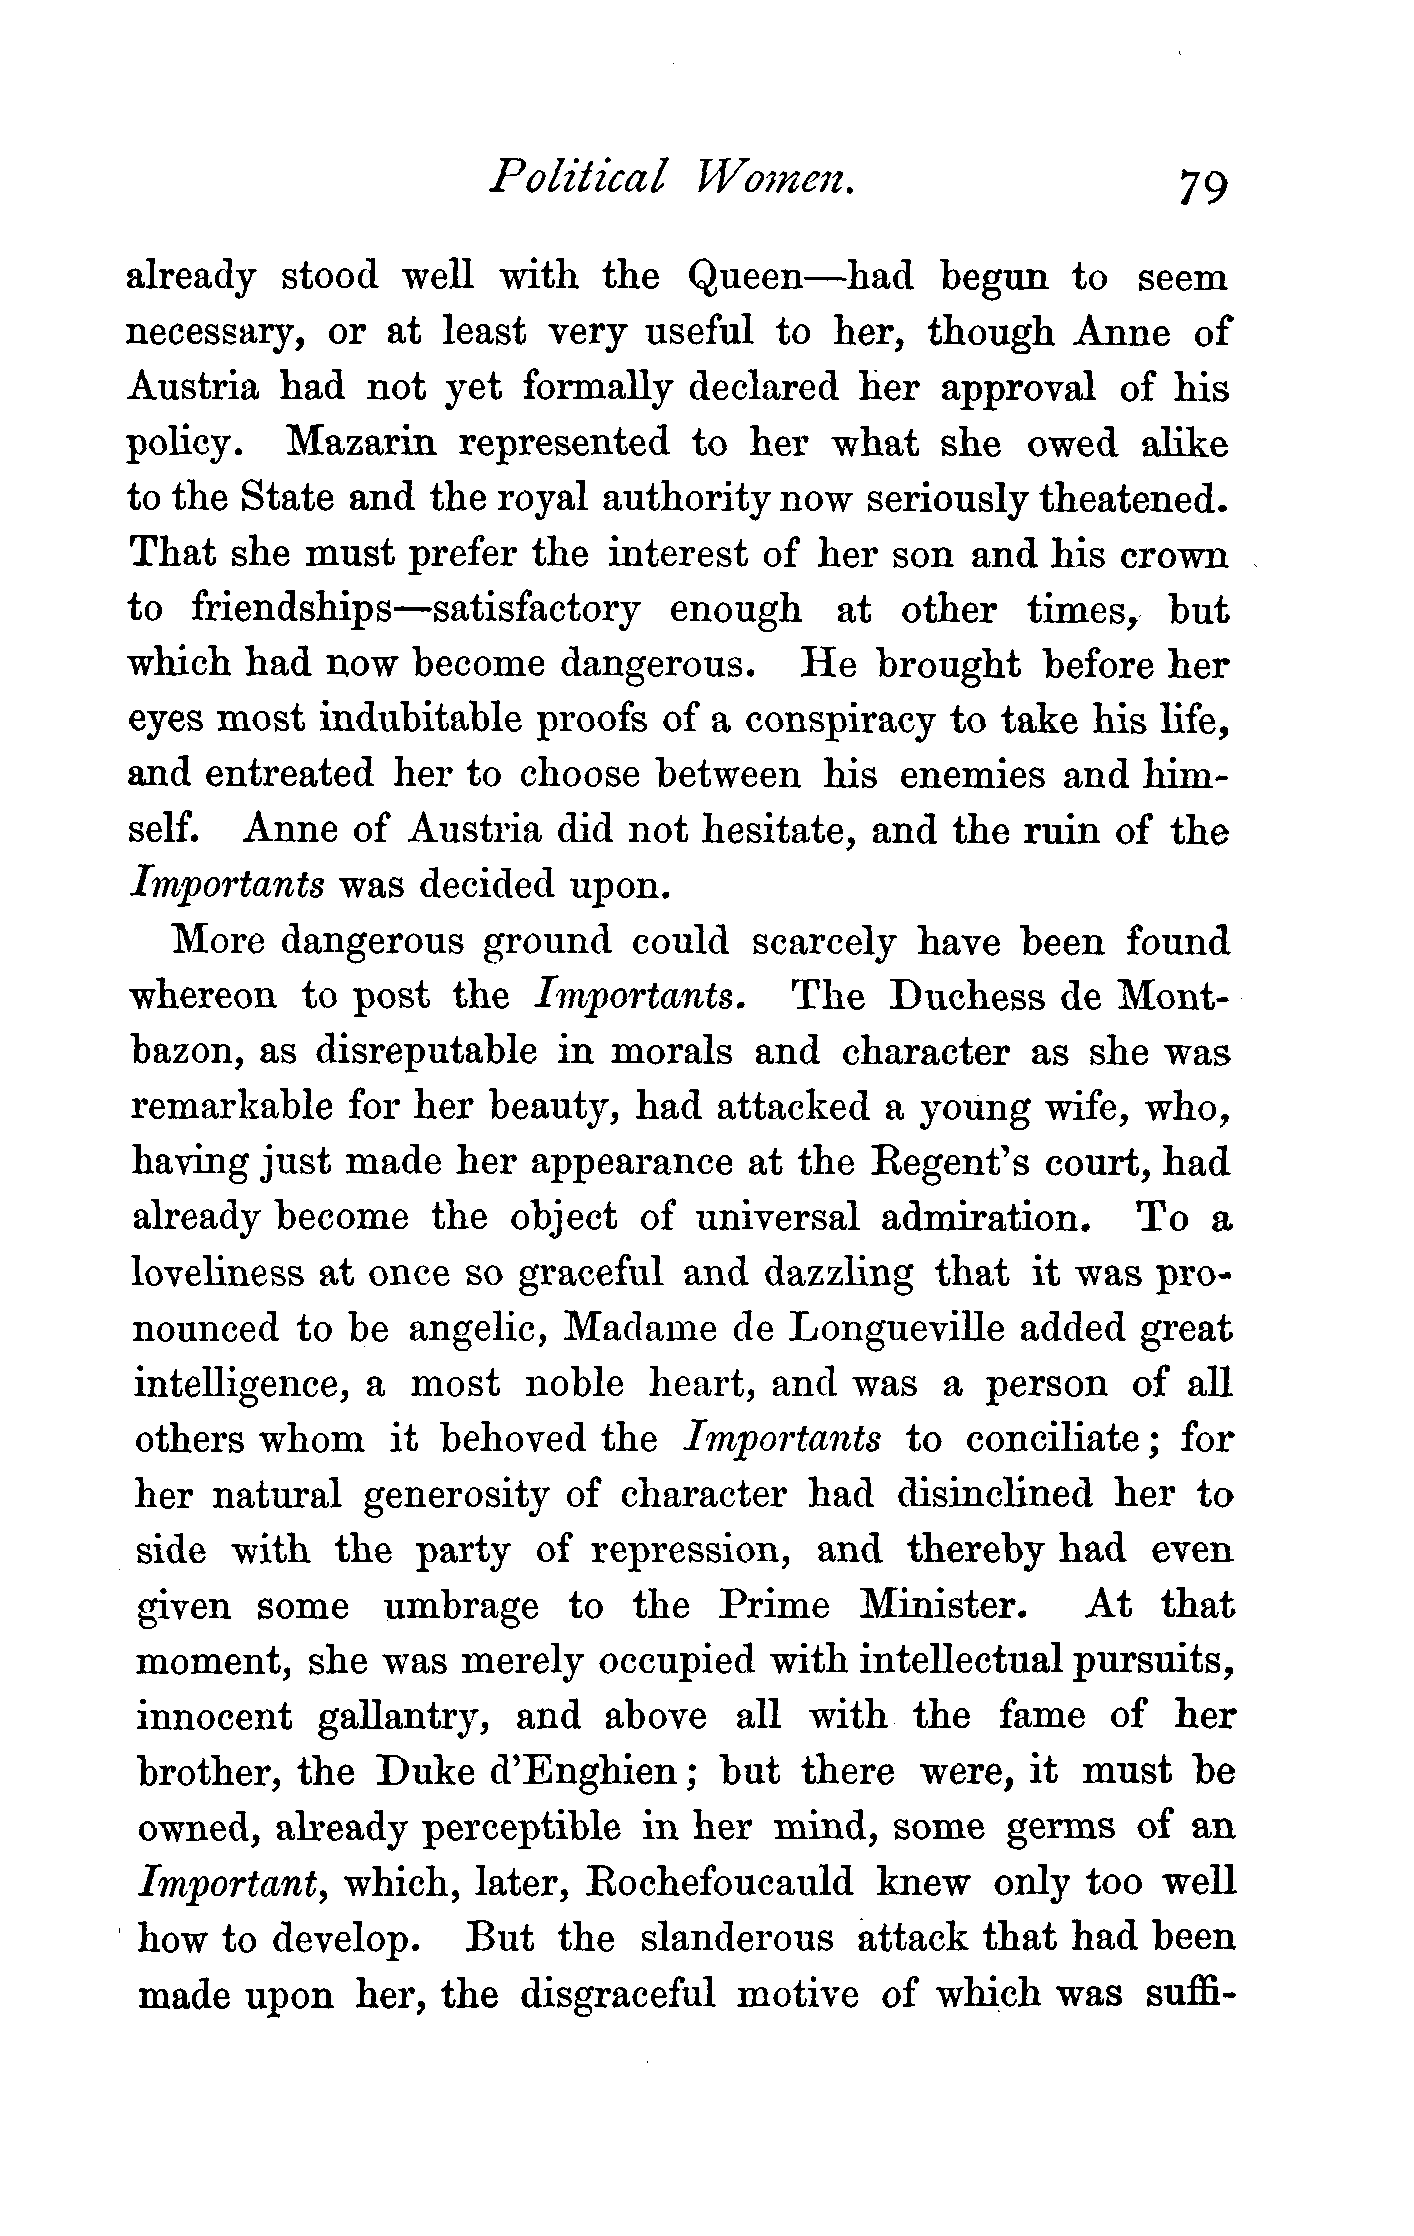 Political Women. 79
already stood well with the Queen—had begun to seem
necessary, or at least very useful to her, though Anne of
Austria had not yet formally declared her approval of his
policy. Mazarin represented to her what she owed alike
to the State and the royal authority now seriously theatened.
That she must prefer the interest of her son and his crown
to friendships—satisfactory enough at other times, but
which had now become dangerous. He brought before her
eyes most indubitable proofs of a conspiracy to take his life,
and entreated her to choose between his enemies and him-
self. Anne of Austria did not hesitate, and the ruin of the
Importants was decided upon.
More dangerous ground could scarcely have been found
whereon to post the Importants. The Duchess de Mont-
bazon, as disreputable in morals and character as she was
remarkable for her beauty, had attacked a young wife, who,
having just made her appearance at the Regent's court, had
already become the object of universal admiration. To a
loveliness at once so graceful and dazzling that it was pro-
nounced to be angelic, Madame de Longueville added great
intelligence, a most noble heart, and was a person of all
others whom it behoved the Importants to conciliate; for
her natural generosity of character had disinclined her to
side with the party of repression, and thereby had even
given some umbrage to the Prime Minister. At that
moment, she was merely occupied with intellectual pursuits,
innocent gallantry, and above all with the fame of her
brother, the Duke d'Enghien; but there were, it must be
owned, already perceptible in her mind, some germs of an
Important, which, later, Rochefoucauld knew only too well
how to develop. But the slanderous attack that had been
made upon her, the disgraceful motive of which was suffi-